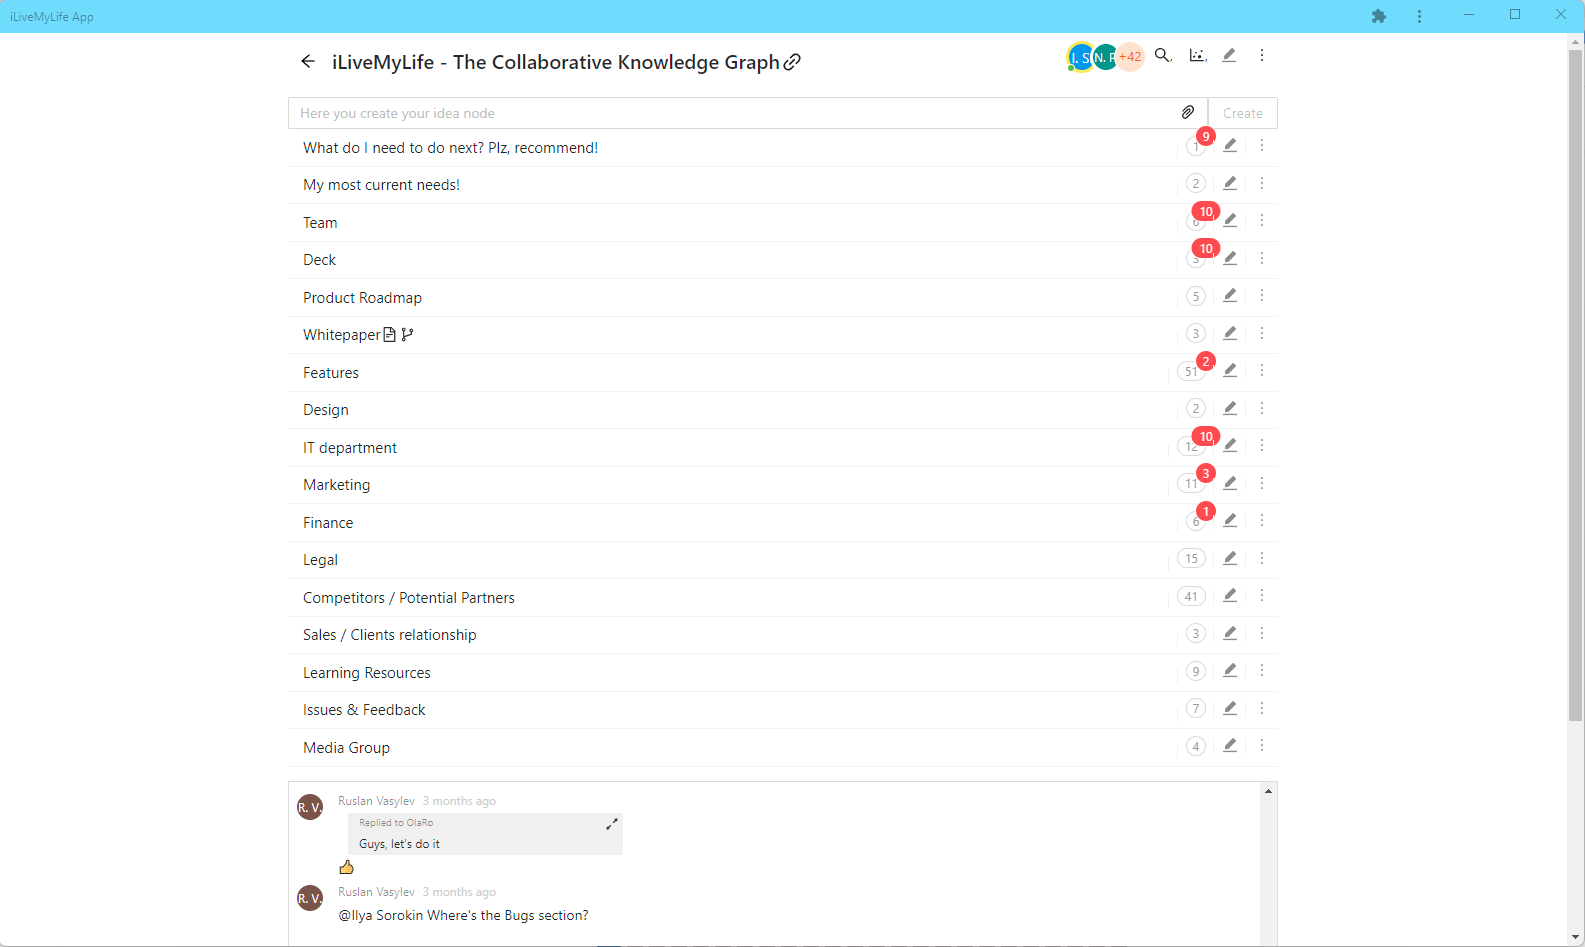 iLiveMyLife App
iLiveMyLife - The Collaborative Knowledge Graph
I. S N. P +42
Here you create your idea node
Create
What do I need to do next? Plz, recommend! 1 9
My most current needs! 2
Team 6 10
Deck 3 10
Product Roadmap 5
Whitepaper 3
Features 51 2
Design 2
IT department 12 10
Marketing 11 3
Finance 6 1
Legal 15
Competitors / Potential Partners 41
Sales / Clients relationship 3
Learning Resources 9
Issues & Feedback 7
Media Group 4
R. V. Ruslan Vasylev 3 months ago
Replied to OlaRo
Guys, let's do it
R. V. Ruslan Vasylev 3 months ago
@Ilya Sorokin Where's the Bugs section?